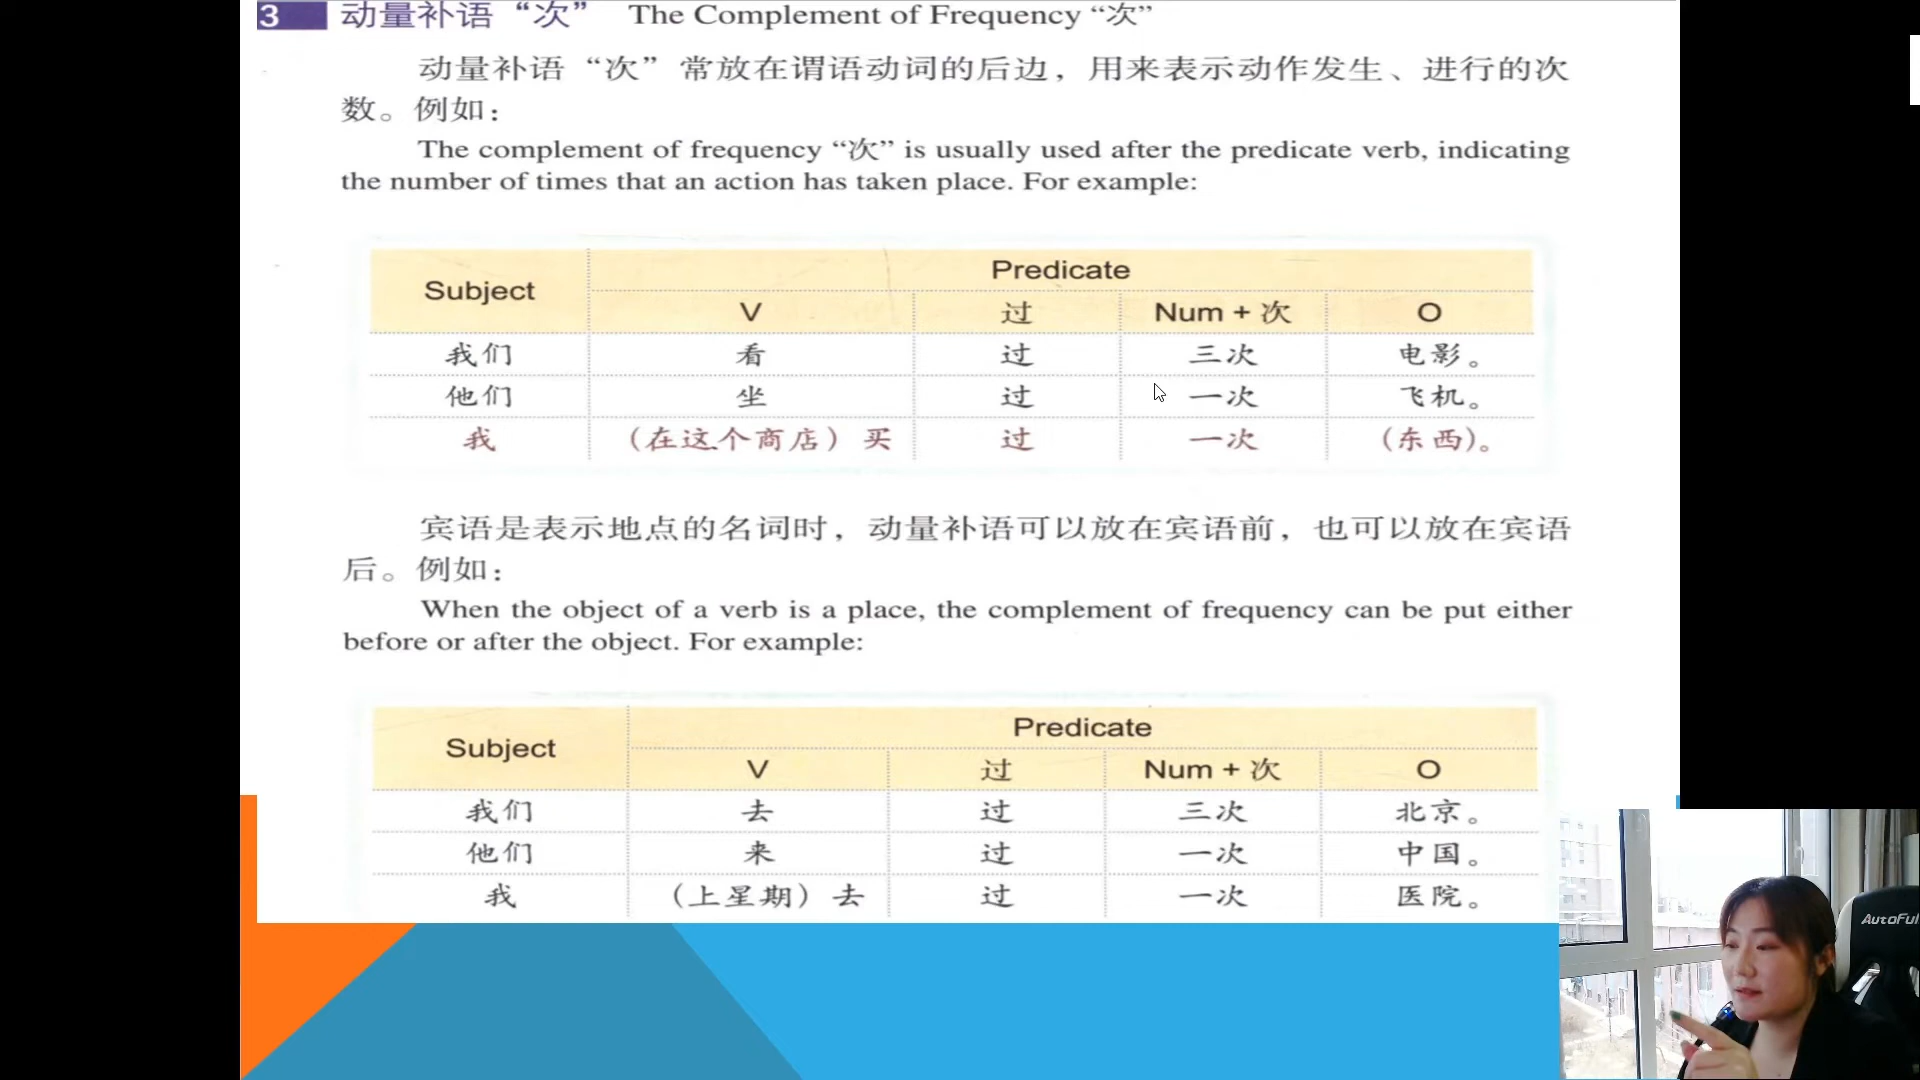 3 动量补语“次” The Complement of Frequency “次”
动量补语“次”常放在谓语动词的后边，用来表示动作发生、进行的次
数。例如：
The complement of frequency “次” is usually used after the predicate verb, indicating
the number of times that an action has taken place. For example:
Subject Predicate
V 过 Num + 次 O
我们 看 过 三次 电影。
他们 坐 过 一次 飞机。
我 （在这个商店）买 过 一次 （东西）。
宾语是表示地点的名词时，动量补语可以放在宾语前，也可以放在宾语
后。例如：
When the object of a verb is a place, the complement of frequency can be put either
before or after the object. For example:
Subject Predicate
V 过 Num + 次 O
我们 去 过 三次 北京。
他们 来 过 一次 中国。
我 （上星期）去 过 一次 医院。
AutoFul